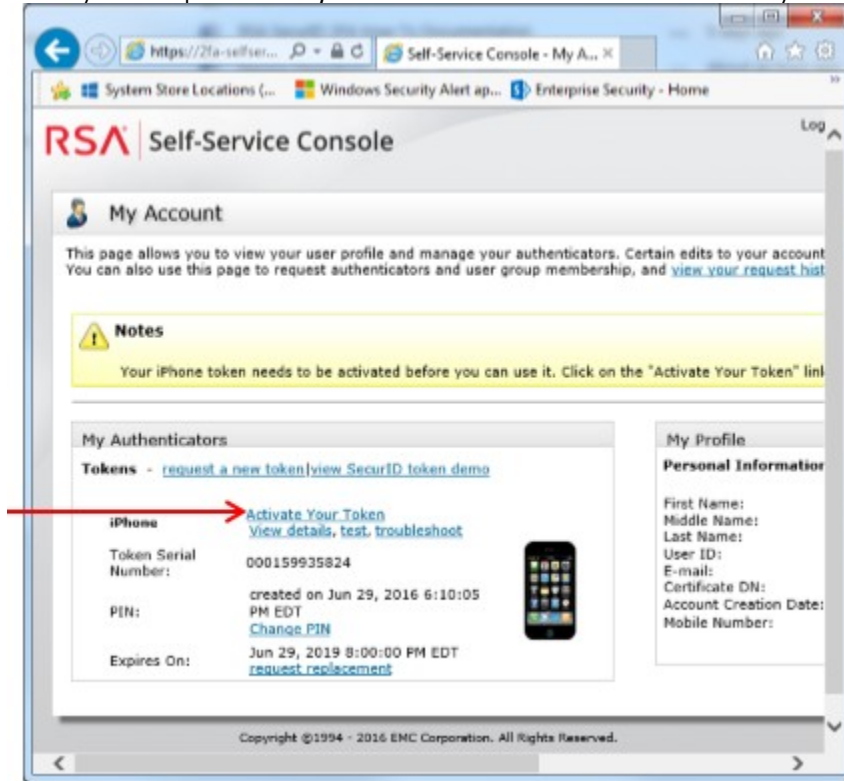 https://2fa-selfser...
Self-Service Console - My A...
System Store Locations (...
Windows Security Alert ap...
Enterprise Security - Home
Log
RSA Self-Service Console
My Account
This page allows you to view your user profile and manage your authenticators. Certain edits to your account
You can also use this page to request authenticators and user group membership, and view your request hist
Notes
Your iPhone token needs to be activated before you can use it. Click on the "Activate Your Token" link
My Authenticators
Tokens - request a new token|view SecurID token demo
iPhone
Activate Your Token
View details, test, troubleshoot
Token Serial Number: 000159935824
PIN: created on Jun 29, 2016 6:10:05 PM EDT
Change PIN
Expires On: Jun 29, 2019 8:00:00 PM EDT
request replacement
My Profile
Personal Information
First Name:
Middle Name:
Last Name:
User ID:
E-mail:
Certificate DN:
Account Creation Date:
Mobile Number:
Copyright ©1994 - 2016 EMC Corporation. All Rights Reserved.